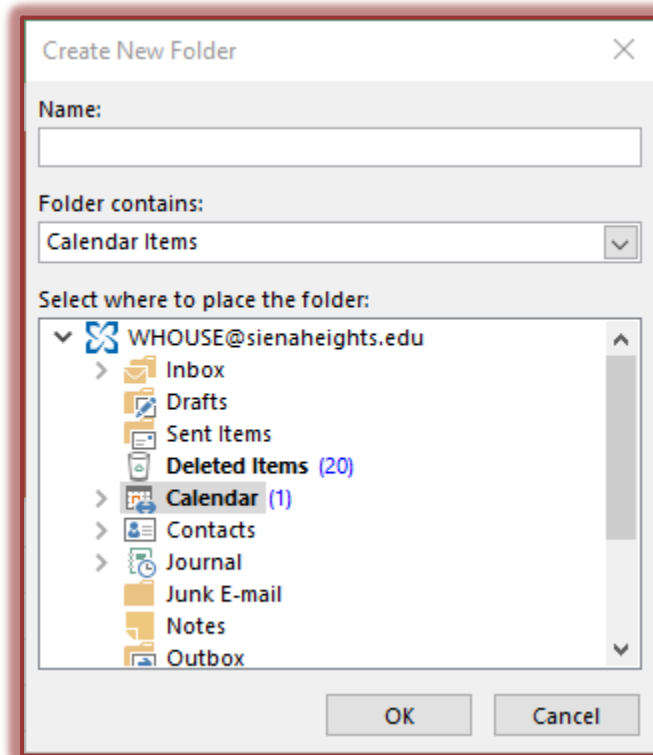 Create New Folder
Name:
Folder contains:
Calendar Items
Select where to place the folder:
WHOUSE@sienaheights.edu
Inbox
Drafts
Sent Items
Deleted Items (20)
Calendar (1)
Contacts
Journal
Junk E-mail
Notes
Outbox
OK Cancel